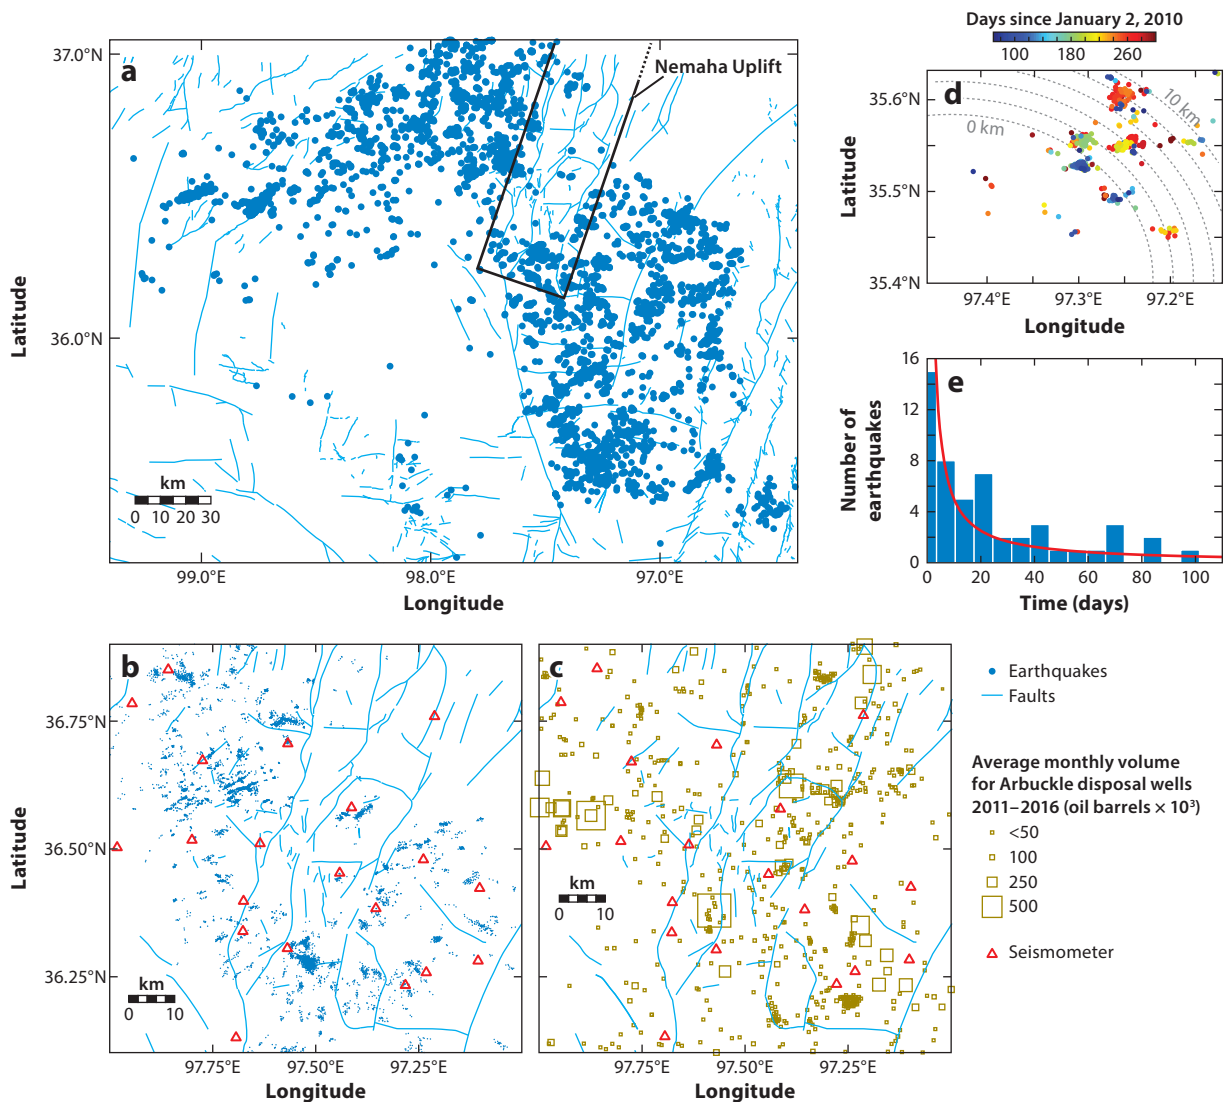 a
37.0°N
36.0°N
Latitude
Nemaha Uplift
km
0 10 20 30
99.0°E 98.0°E 97.0°E
Longitude
Days since January 2, 2010
100 180 260
d
35.6°N
35.5°N
35.4°N
Latitude
0 km
10 km
97.4°E 97.3°E 97.2°E
Longitude
e
16
12
8
4
0
Number of
earthquakes
0 20 40 60 80 100
Time (days)
b
36.75°N
36.50°N
36.25°N
Latitude
km
0 10
97.75°E 97.50°E 97.25°E
Longitude
c
km
0 10
97.75°E 97.50°E 97.25°E
Longitude
Earthquakes
Faults
Average monthly volume
for Arbuckle disposal wells
2011–2016 (oil barrels × 10³)
<50
100
250
500
Seismometer